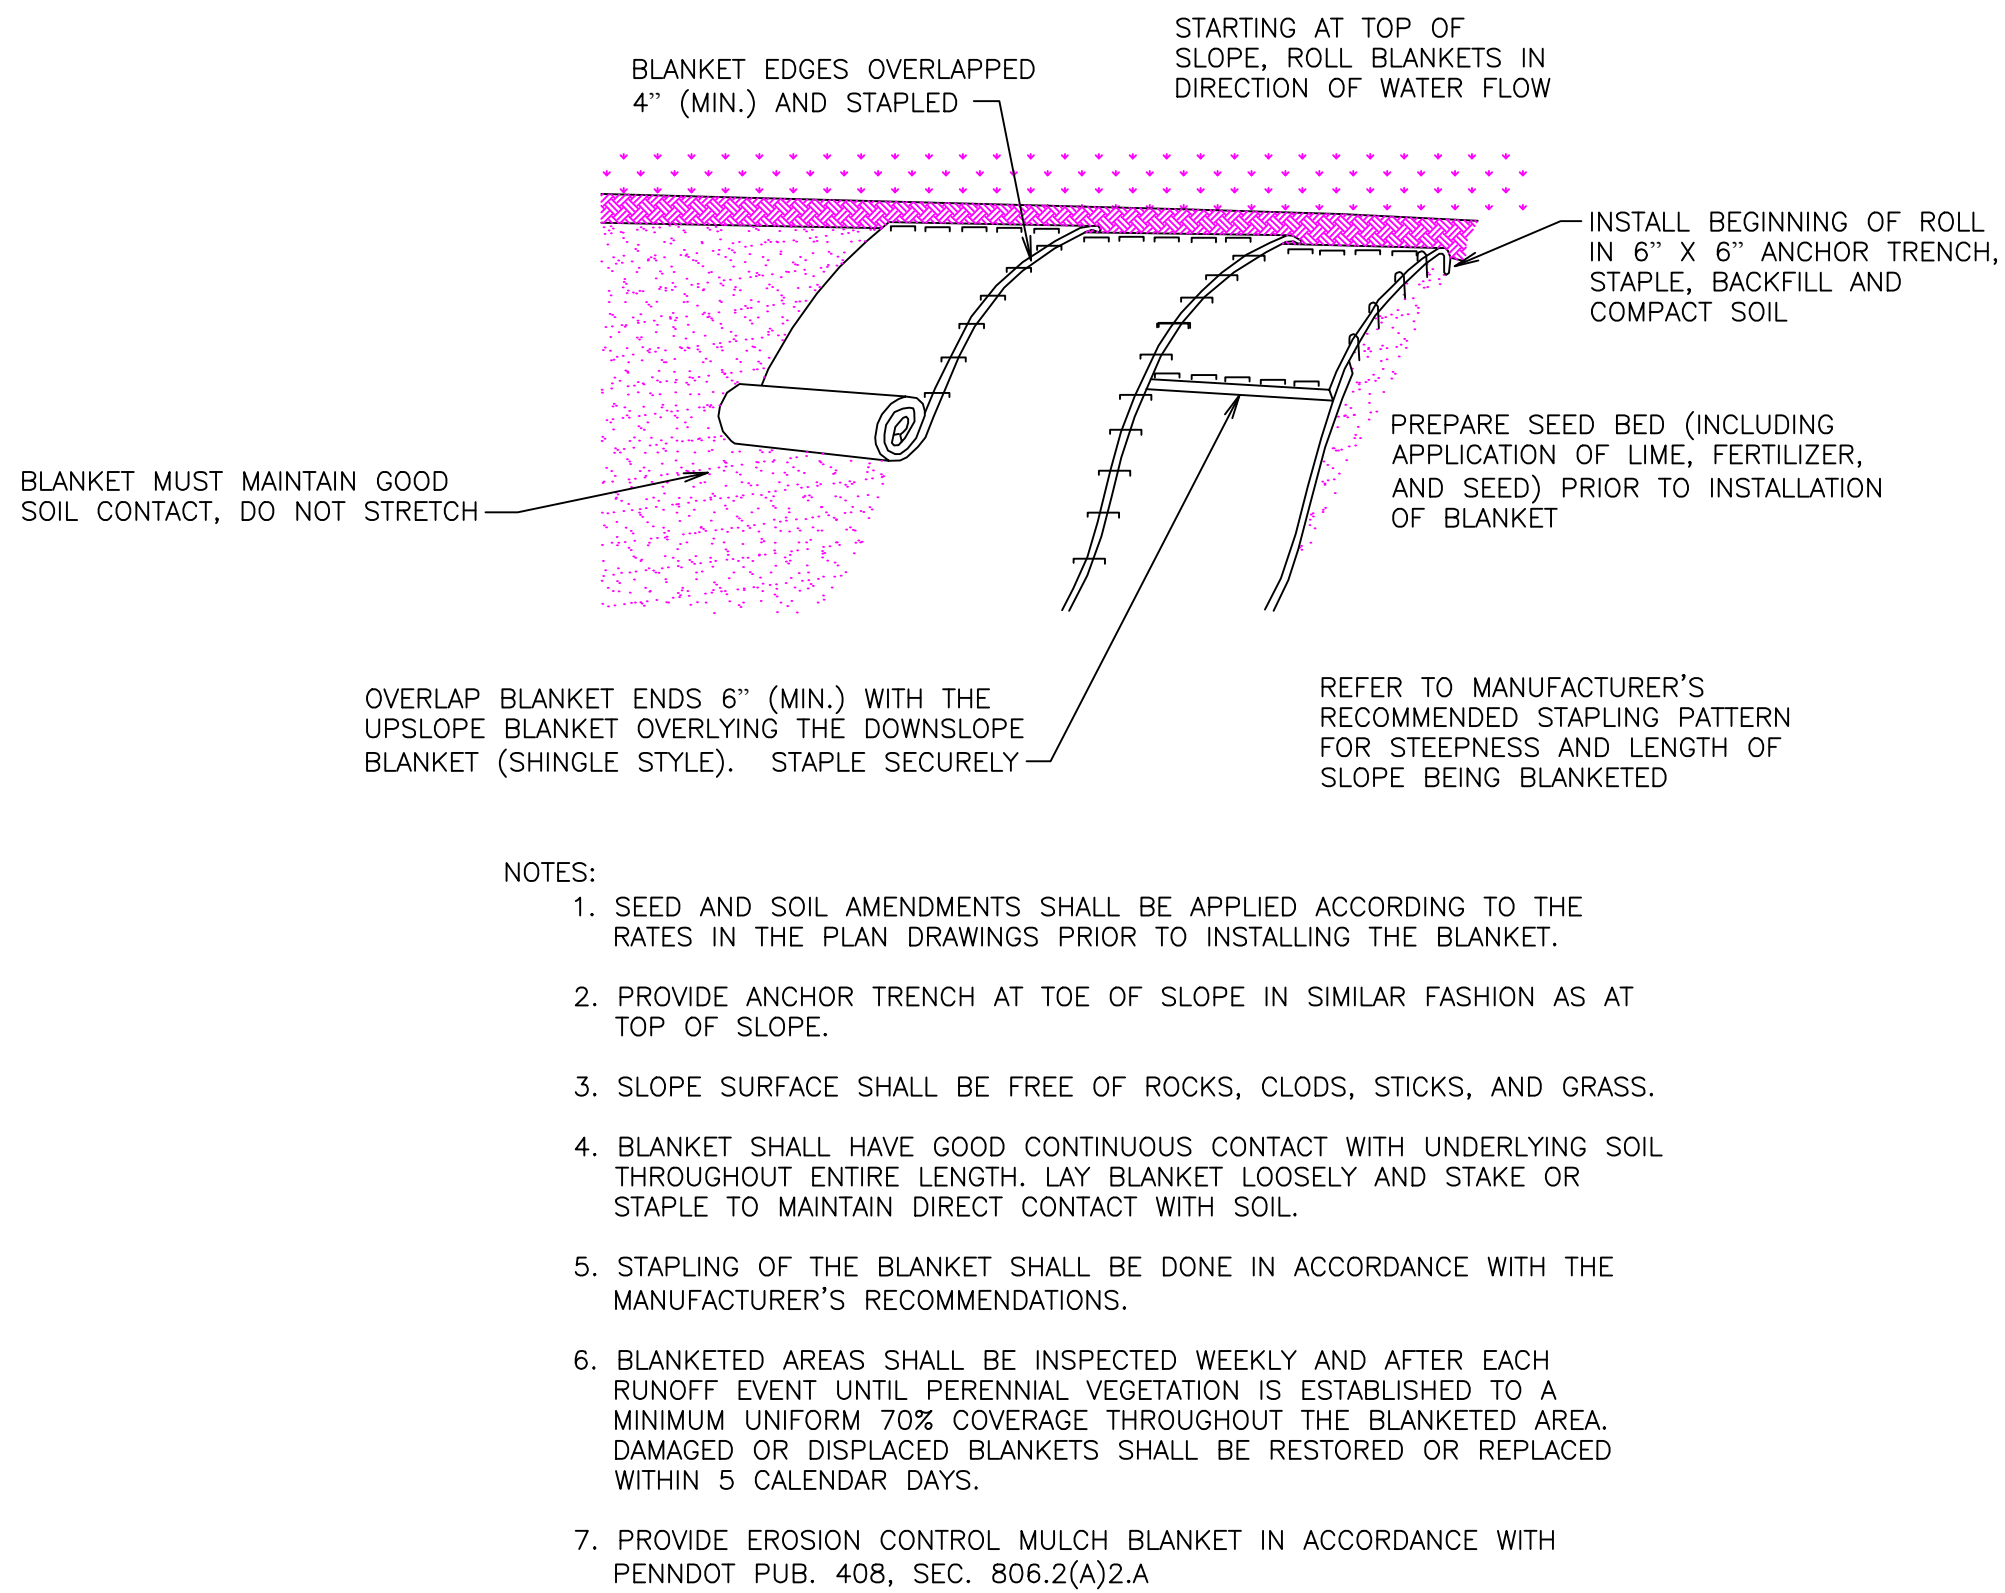 STARTING AT TOP OF
SLOPE, ROLL BLANKETS IN
DIRECTION OF WATER FLOW
BLANKET EDGES OVERLAPPED
4” (MIN.) AND STAPLED
INSTALL BEGINNING OF ROLL
IN 6” X 6” ANCHOR TRENCH,
STAPLE, BACKFILL AND
COMPACT SOIL
PREPARE SEED BED (INCLUDING
APPLICATION OF LIME, FERTILIZER,
AND SEED) PRIOR TO INSTALLATION
OF BLANKET
BLANKET MUST MAINTAIN GOOD
SOIL CONTACT, DO NOT STRETCH
OVERLAP BLANKET ENDS 6” (MIN.) WITH THE
UPSLOPE BLANKET OVERLYING THE DOWNSLOPE
BLANKET (SHINGLE STYLE). STAPLE SECURELY
REFER TO MANUFACTURER’S
RECOMMENDED STAPLING PATTERN
FOR STEEPNESS AND LENGTH OF
SLOPE BEING BLANKETED
NOTES:
1. SEED AND SOIL AMENDMENTS SHALL BE APPLIED ACCORDING TO THE
RATES IN THE PLAN DRAWINGS PRIOR TO INSTALLING THE BLANKET.
2. PROVIDE ANCHOR TRENCH AT TOE OF SLOPE IN SIMILAR FASHION AS AT
TOP OF SLOPE.
3. SLOPE SURFACE SHALL BE FREE OF ROCKS, CLODS, STICKS, AND GRASS.
4. BLANKET SHALL HAVE GOOD CONTINUOUS CONTACT WITH UNDERLYING SOIL
THROUGHOUT ENTIRE LENGTH. LAY BLANKET LOOSELY AND STAKE OR
STAPLE TO MAINTAIN DIRECT CONTACT WITH SOIL.
5. STAPLING OF THE BLANKET SHALL BE DONE IN ACCORDANCE WITH THE
MANUFACTURER’S RECOMMENDATIONS.
6. BLANKETED AREAS SHALL BE INSPECTED WEEKLY AND AFTER EACH
RUNOFF EVENT UNTIL PERENNIAL VEGETATION IS ESTABLISHED TO A
MINIMUM UNIFORM 70% COVERAGE THROUGHOUT THE BLANKETED AREA.
DAMAGED OR DISPLACED BLANKETS SHALL BE RESTORED OR REPLACED
WITHIN 5 CALENDAR DAYS.
7. PROVIDE EROSION CONTROL MULCH BLANKET IN ACCORDANCE WITH
PENNDOT PUB. 408, SEC. 806.2(A)2.A